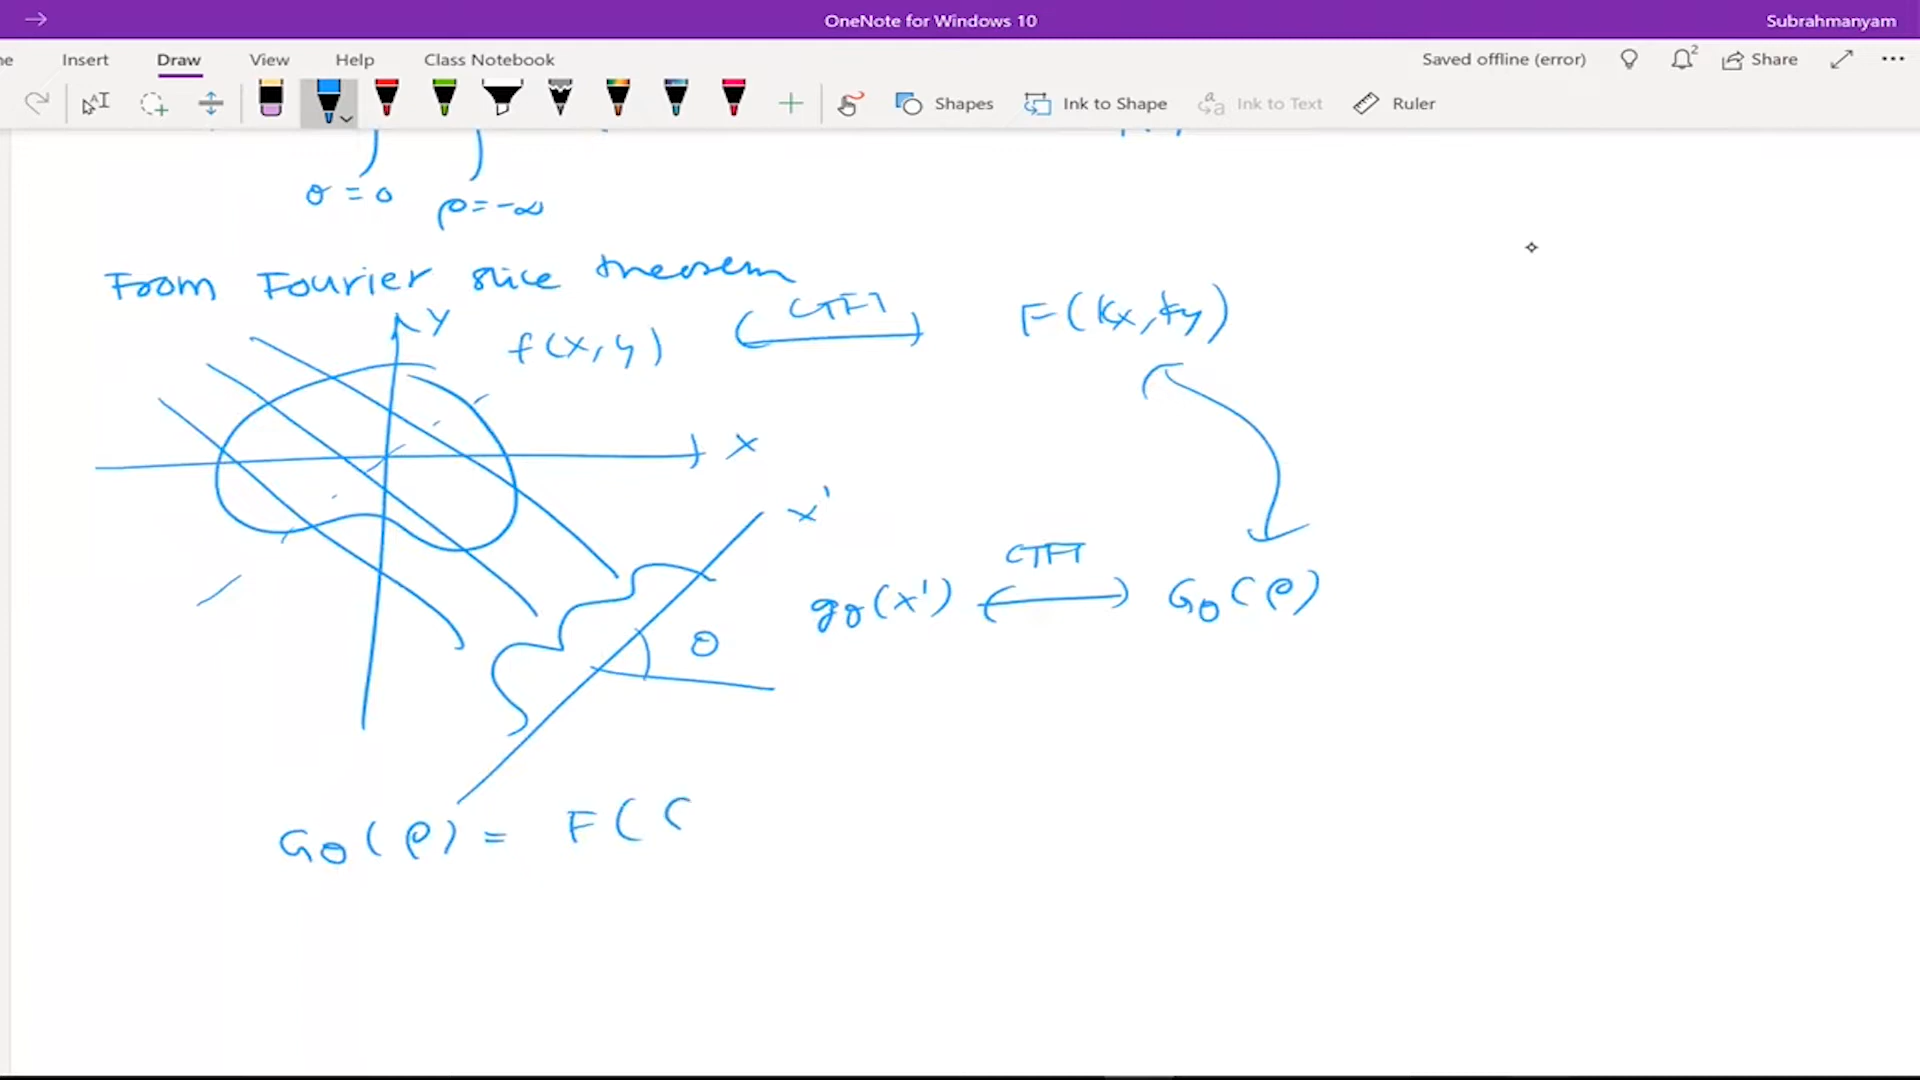 OneNote for Windows 10
Subrahmanyam
Insert Draw View Help Class Notebook
Saved offline (error) 2 Share
Shapes Ink to Shape Ink to Text Ruler
θ = 0 ρ = -∞
From Fourier slice theorem
y f(x,y) CTFT F(kx,ky)
x
x'
gθ(x') CTFT Gθ(ρ)
θ
Gθ(ρ) = F((